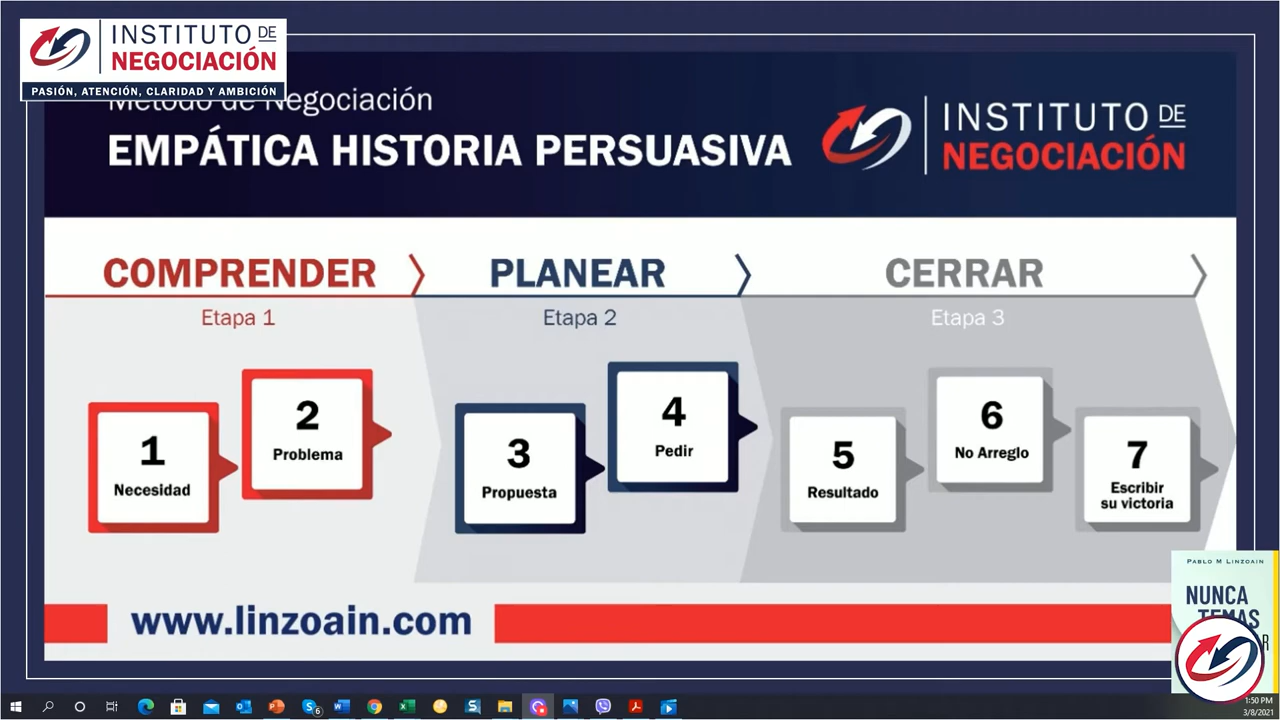 INSTITUTO DE
NEGOCIACIÓN
PASIÓN, ATENCIÓN, CLARIDAD Y AMBICIÓN
Método de Negociación
EMPÁTICA HISTORIA PERSUASIVA
INSTITUTO DE
NEGOCIACIÓN
COMPRENDER
PLANEAR
CERRAR
Etapa 1
Etapa 2
Etapa 3
1
Necesidad
2
Problema
3
Propuesta
4
Pedir
5
Resultado
6
No Arreglo
7
Escribir
su victoria
www.linzoain.com
PABLO M LINZOAIN
NUNCA
TEMAS
6
1:50 PM
3/8/2021